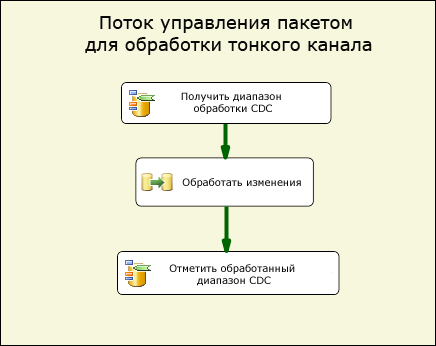 Поток управления пакетом
для обработки тонкого канала
Получить диапазон
обработки CDC
Обработать изменения
Отметить обработанный
диапазон CDC